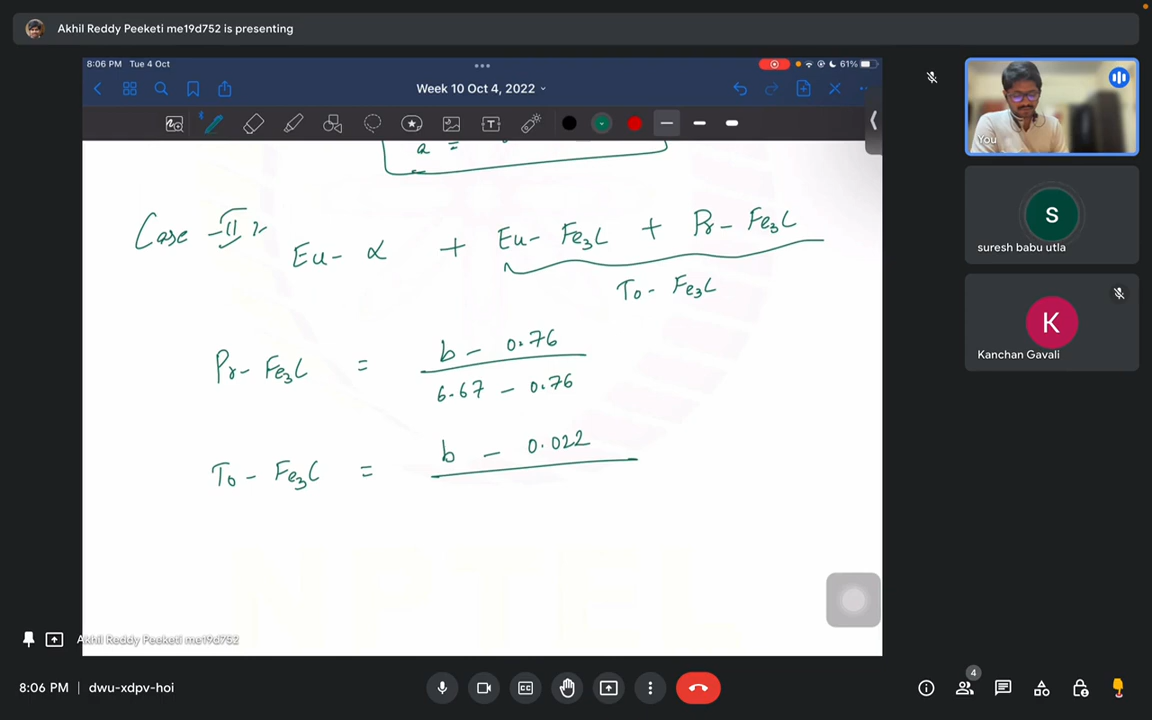 Akhil Reddy Peeketi me19d752 is presenting
8:06 PM Tue 4 Oct
61%
Week 10 Oct 4, 2022
T
a =
Case - II :
Eu - α + Eu - Fe3C + Pr - Fe3C
To - Fe3C
Pr - Fe3C = b - 0.76
6.67 - 0.76
To - Fe3C = b - 0.022
You
S
suresh babu utla
K
Kanchan Gavali
Akhil Reddy Peeketi me19d752
8:06 PM | dwu-xdpv-hoi
CC
4